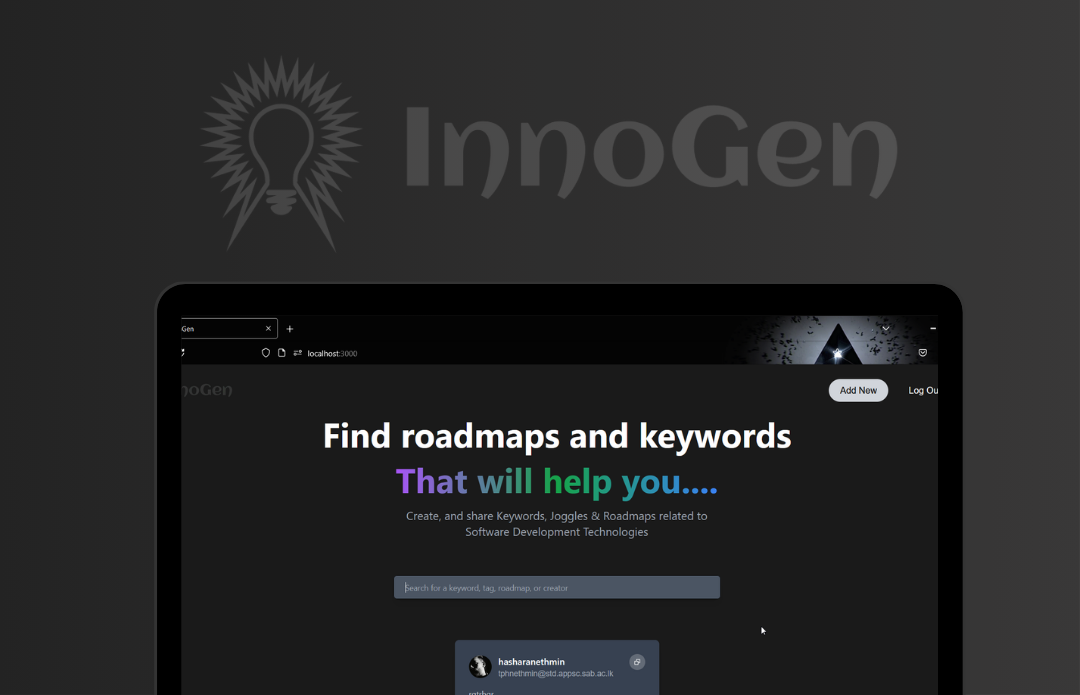 InnoGen
Gen
localhost:3000
noGen
Add New
Log Ou
Find roadmaps and keywords
That will help you....
Create, and share Keywords, Joggles & Roadmaps related to
Software Development Technologies
Search for a keyword, tag, roadmap, or creator
hasharanethmin
tphnethmin@std.appsc.sab.ac.lk